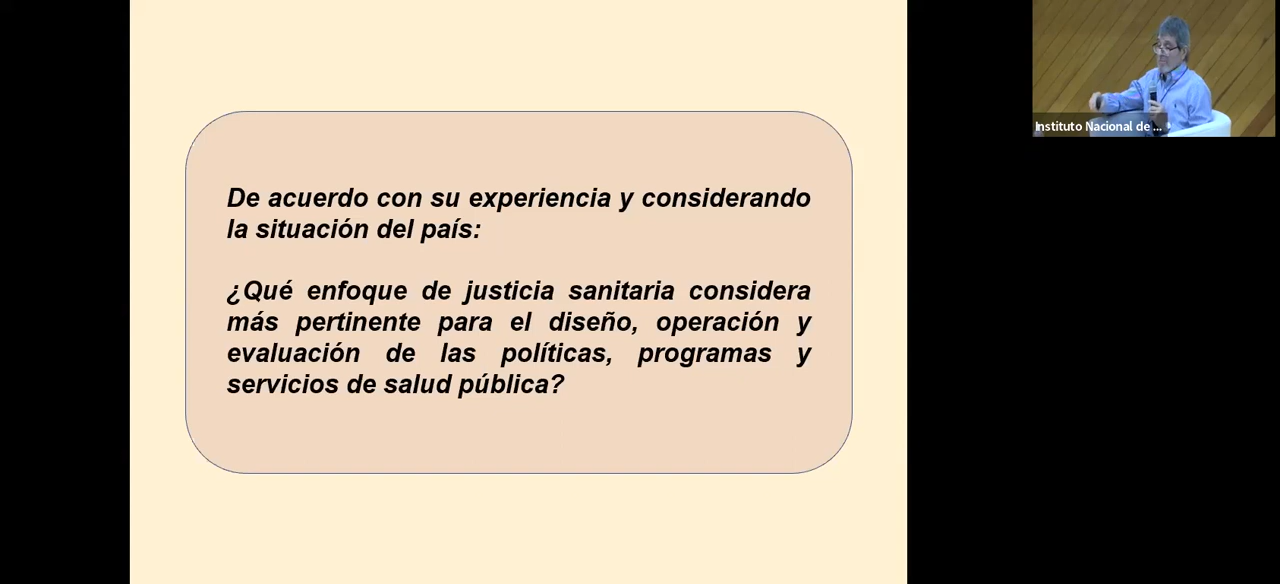 De acuerdo con su experiencia y considerando
la situación del país:
¿Qué enfoque de justicia sanitaria considera
más pertinente para el diseño, operación y
evaluación de las políticas, programas y
servicios de salud pública?
Instituto Nacional de ...